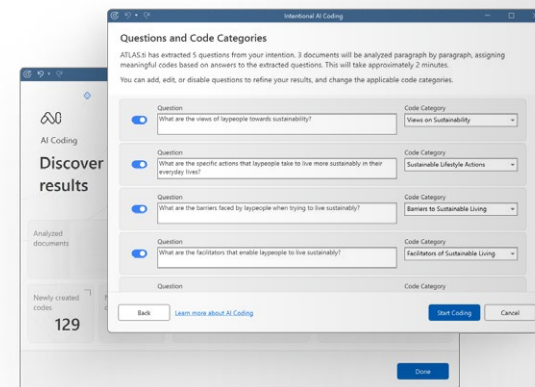 Intentional AI Coding
Questions and Code Categories
ATLAS.ti has extracted 5 questions from your intention. 3 documents will be analyzed paragraph by paragraph, assigning
meaningful codes based on answers to the extracted questions. This will take approximately 2 minutes.
You can add, edit, or disable questions to refine your results, and change the applicable code categories.
Question
Code Category
What are the views of laypeople towards sustainability?
Views on Sustainability
Question
Code Category
What are the specific actions that laypeople take to live more sustainably in their
everyday lives?
Sustainable Lifestyle Actions
Question
Code Category
What are the barriers faced by laypeople when trying to live sustainably?
Barriers to Sustainable Living
Question
Code Category
What are the facilitators that enable laypeople to live sustainably?
Facilitators of Sustainable Living
Question
Code Category
Back
Learn more about AI Coding
Start Coding
Cancel
AI Coding
Discover
results
Analyzed
documents
Newly created
codes
129
Done